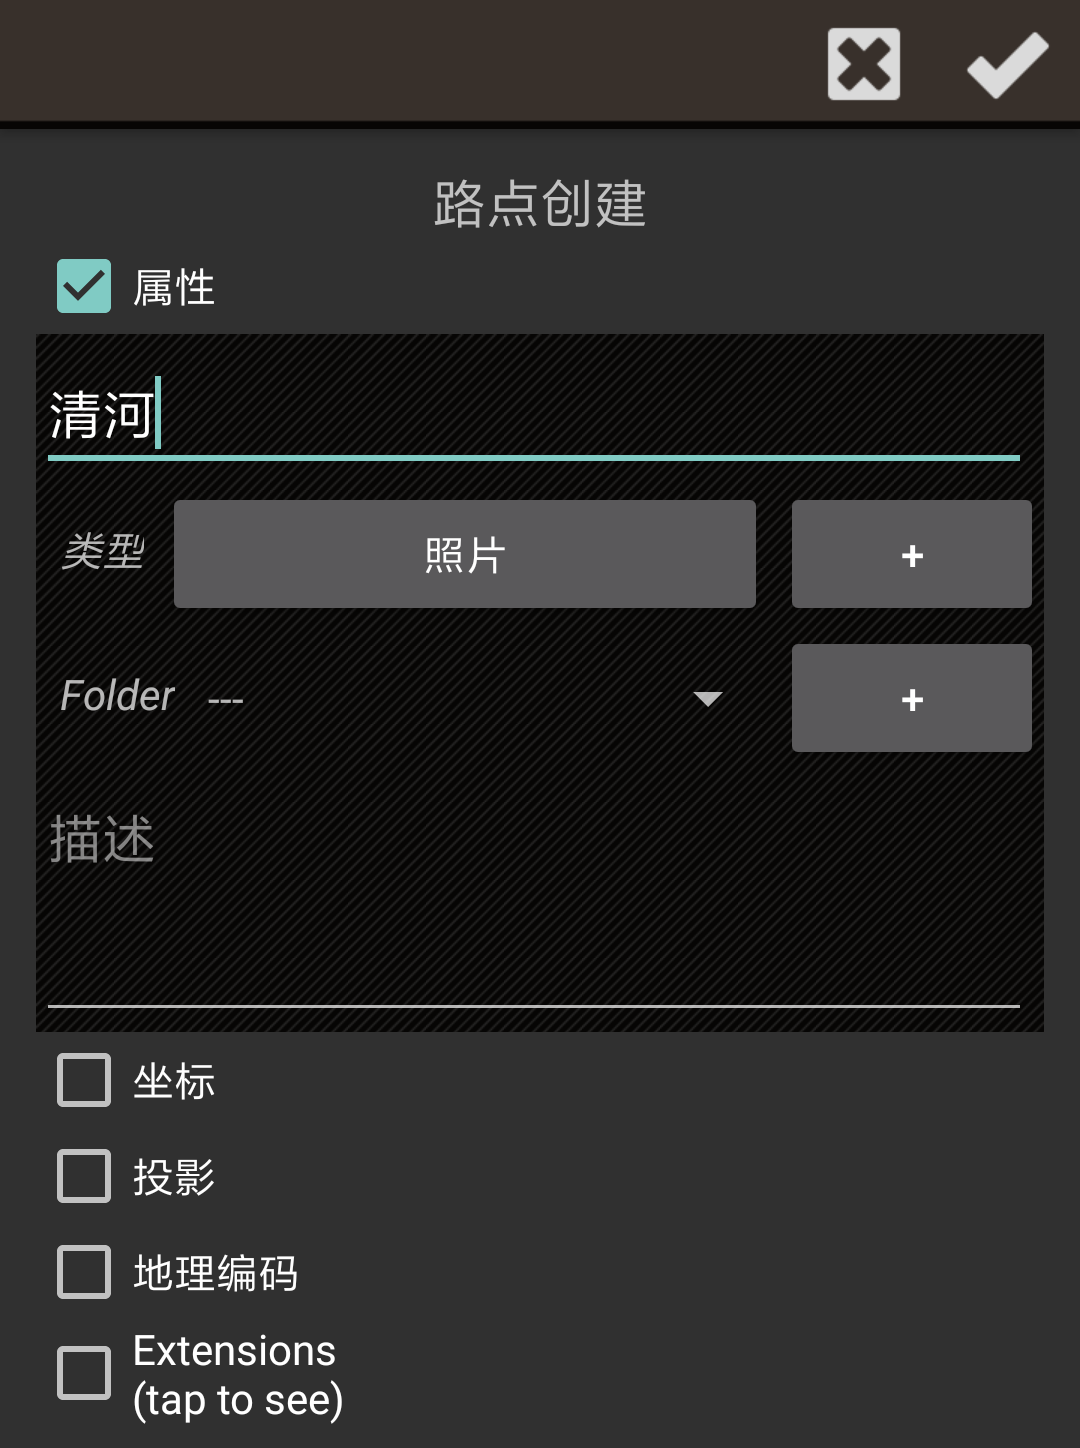 路点创建
属性
清河
类型 照片 +
Folder --- +
描述
坐标
投影
地理编码
Extensions
(tap to see)